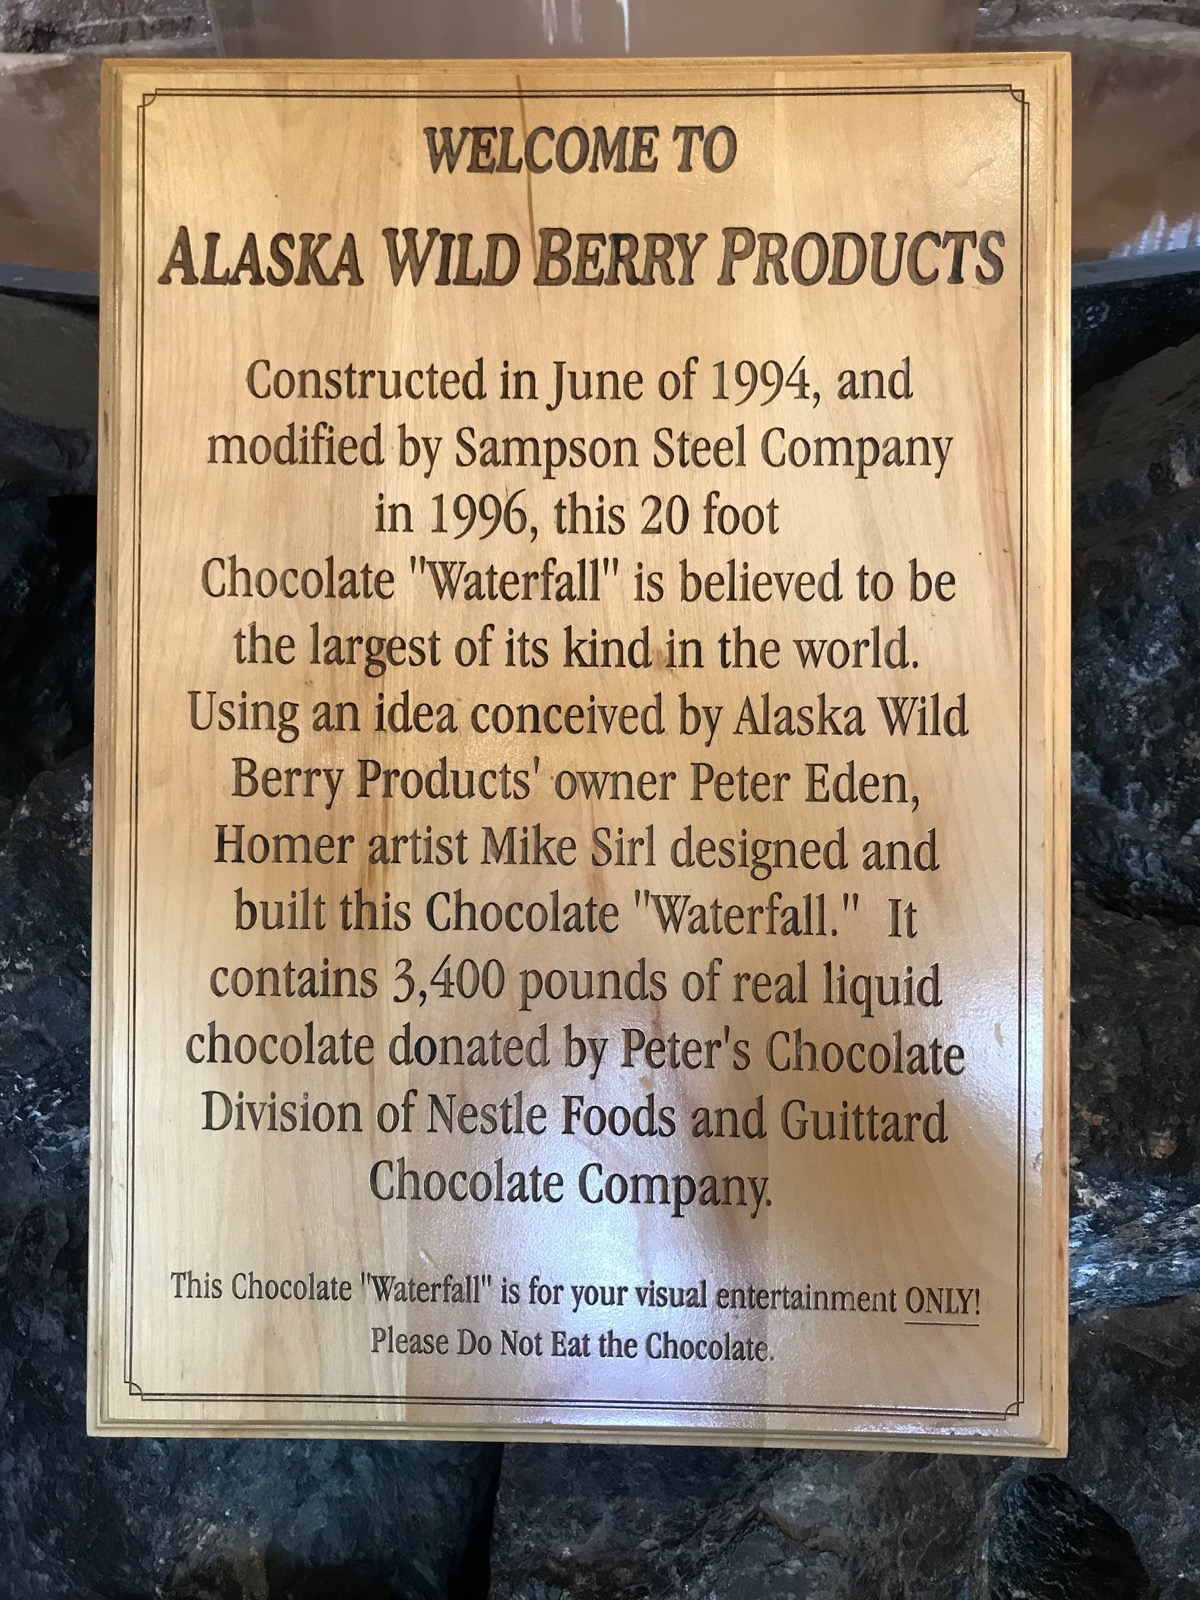 WELCOME TO
ALASKA WILD BERRY PRODUCTS
Constructed in June of 1994, and
modified by Sampson Steel Company
in 1996, this 20 foot
Chocolate "Waterfall" is believed to be
the largest of its kind in the world.
Using an idea conceived by Alaska Wild
Berry Products' owner Peter Eden,
Homer artist Mike Sirl designed and
built this Chocolate "Waterfall."  It
contains 3,400 pounds of real liquid
chocolate donated by Peter's Chocolate
Division of Nestle Foods and Guittard
Chocolate Company.
This Chocolate "Waterfall" is for your visual entertainment ONLY!
Please Do Not Eat the Chocolate.